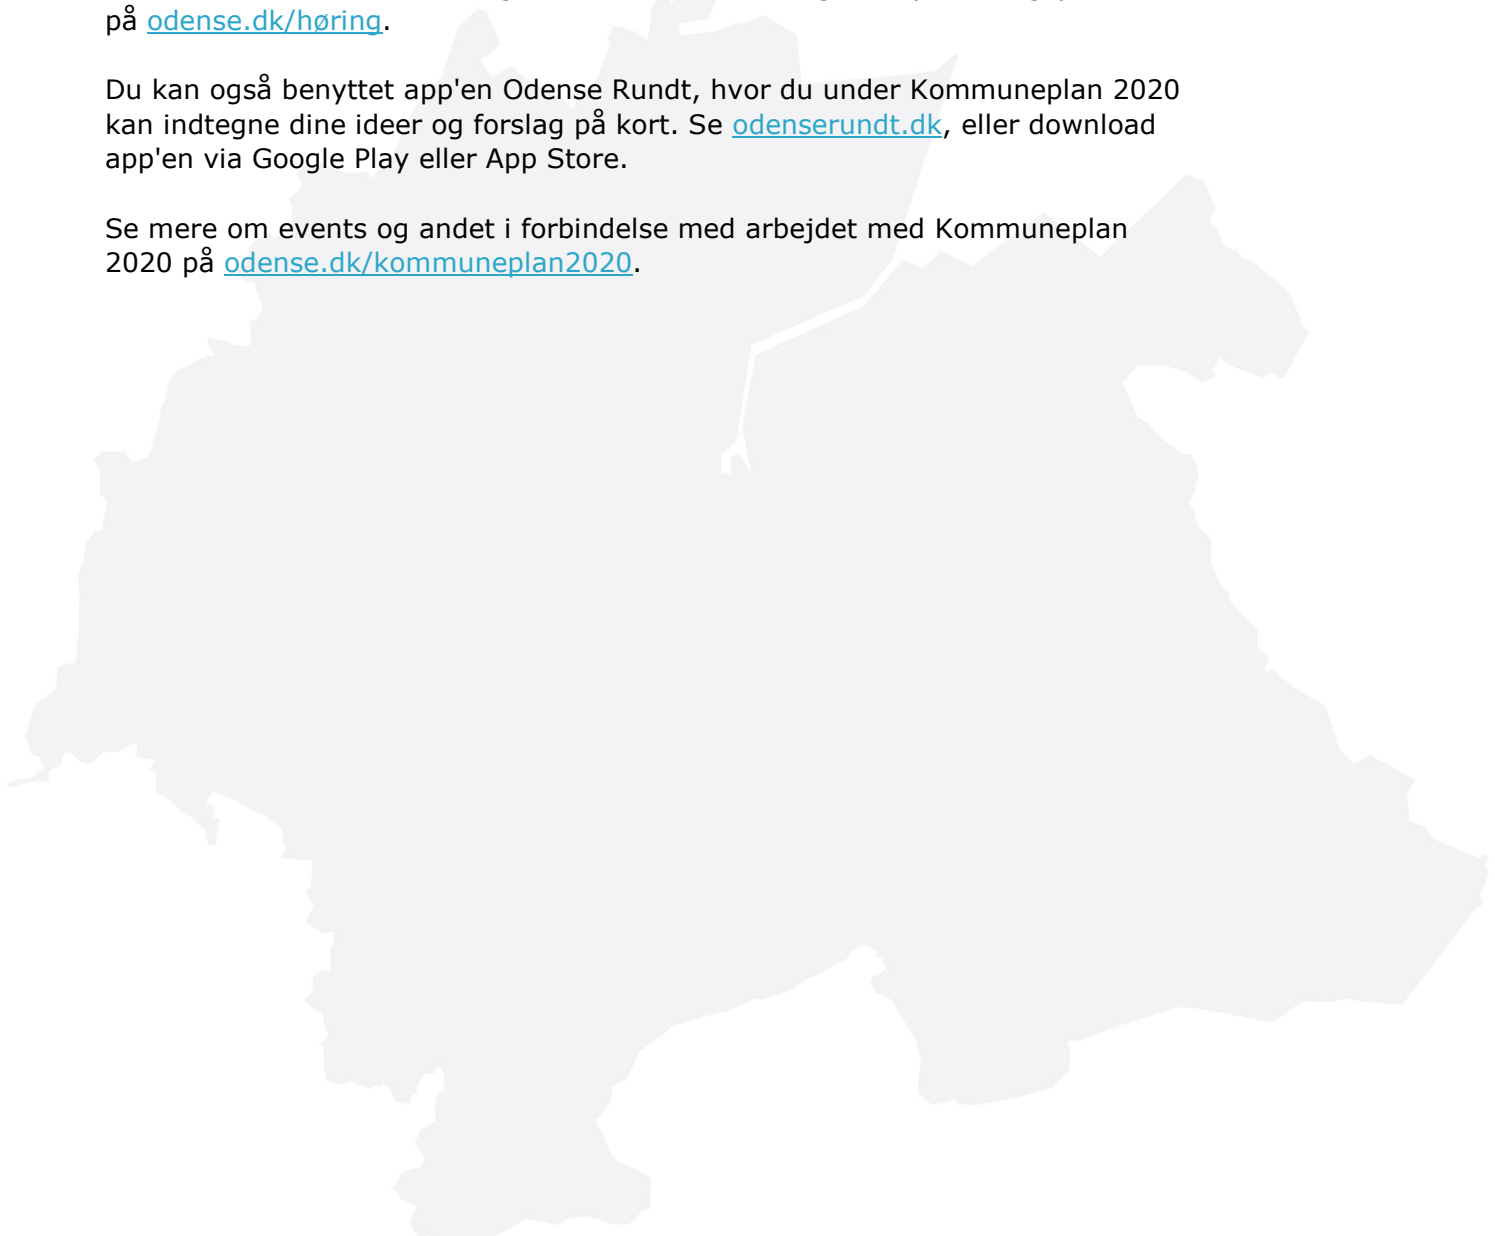 på odense.dk/høring.
Du kan også benyttet app'en Odense Rundt, hvor du under Kommuneplan 2020
kan indtegne dine ideer og forslag på kort. Se odenserundt.dk, eller download
app'en via Google Play eller App Store.
Se mere om events og andet i forbindelse med arbejdet med Kommuneplan
2020 på odense.dk/kommuneplan2020.